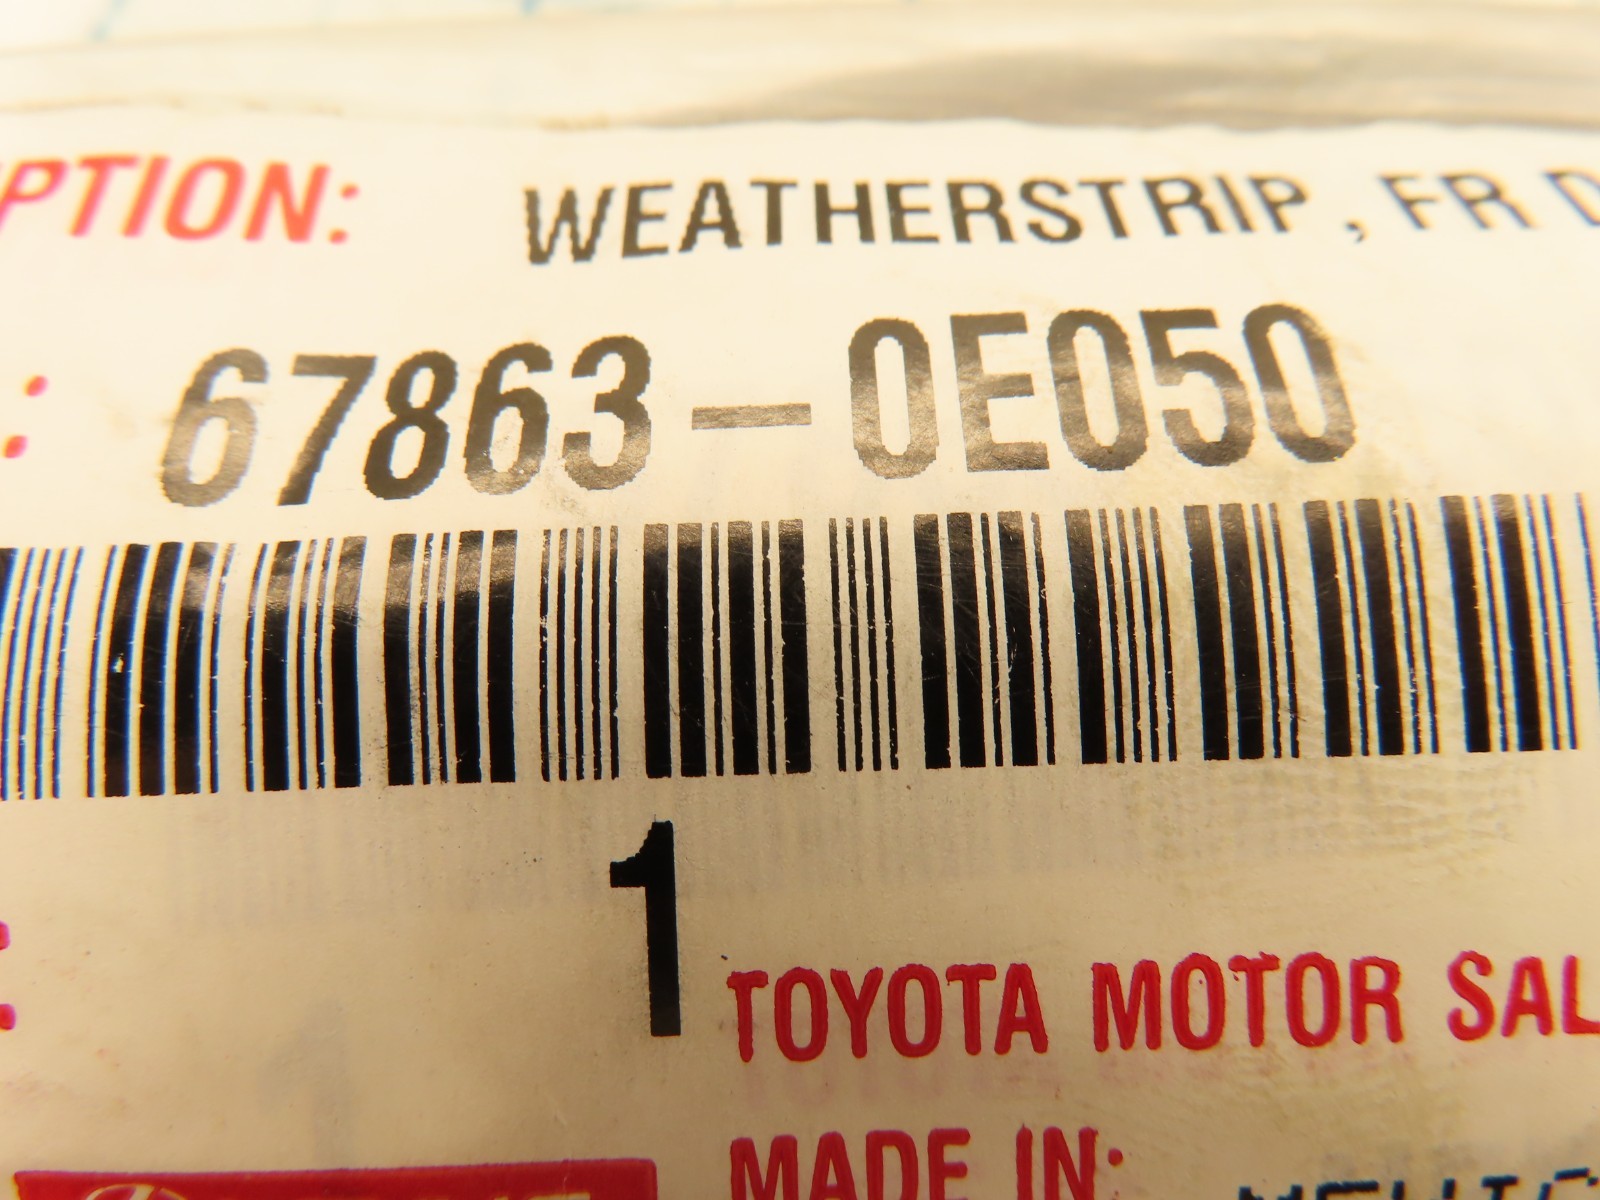 PTION: WEATHERSTRIP, FR D
: 67863-0E050
1
TOYOTA MOTOR SAL
MADE IN: